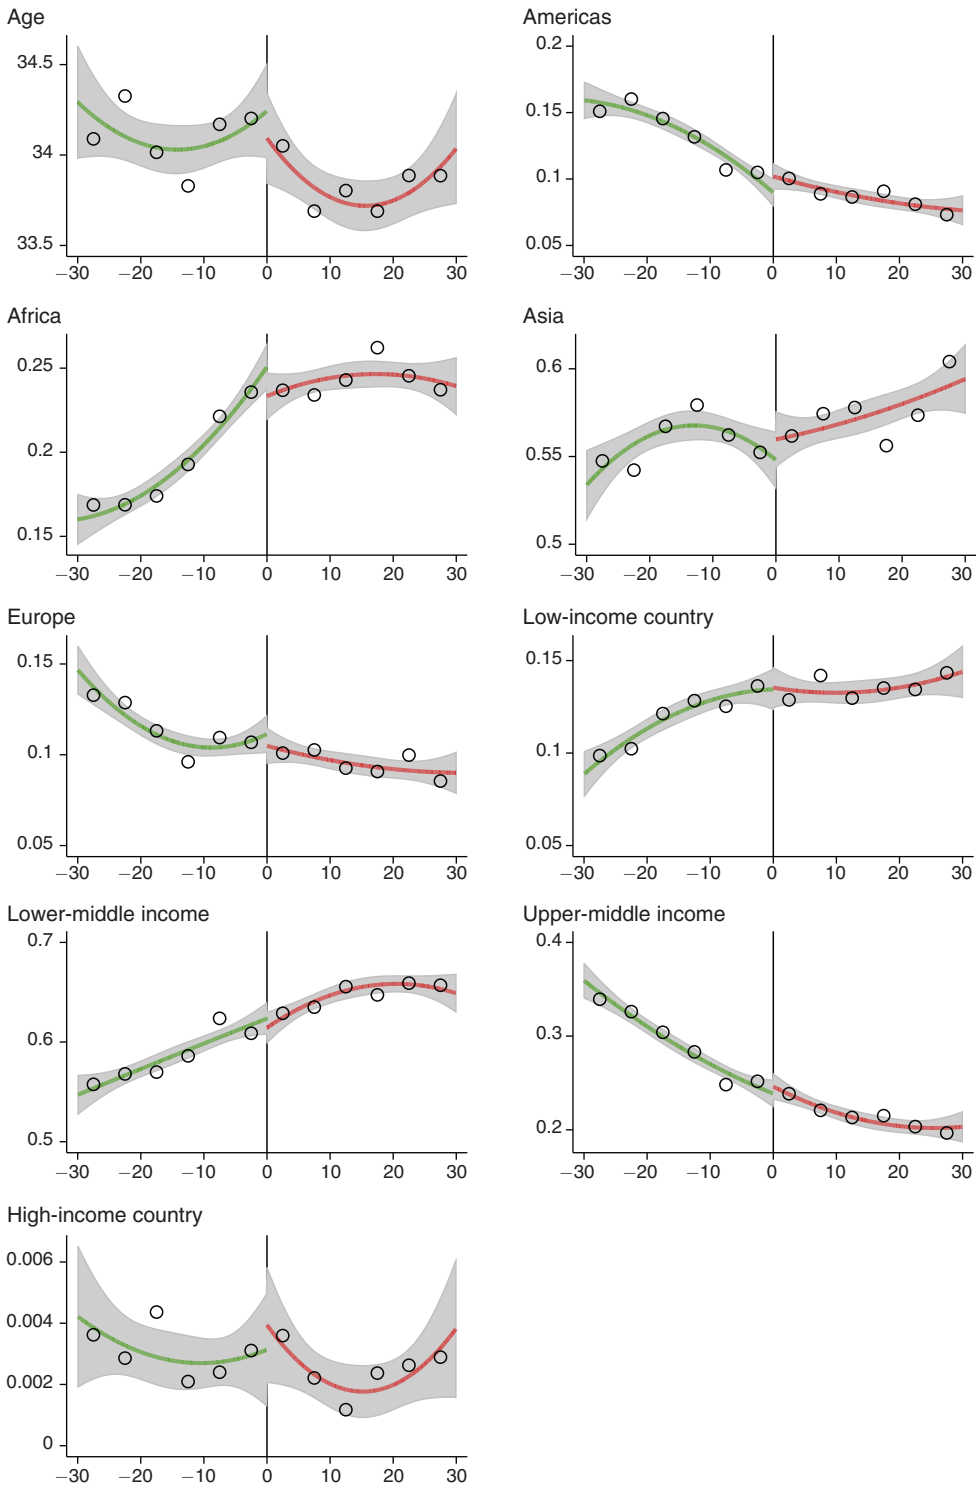 Age
34.5
34
33.5
−30 −20 −10 0 10 20 30
Americas
0.2
0.15
0.1
0.05
−30 −20 −10 0 10 20 30
Africa
0.25
0.2
0.15
−30 −20 −10 0 10 20 30
Asia
0.6
0.55
0.5
−30 −20 −10 0 10 20 30
Europe
0.15
0.1
0.05
−30 −20 −10 0 10 20 30
Low-income country
0.15
0.1
0.05
−30 −20 −10 0 10 20 30
Lower-middle income
0.7
0.6
0.5
−30 −20 −10 0 10 20 30
Upper-middle income
0.4
0.3
0.2
−30 −20 −10 0 10 20 30
High-income country
0.006
0.004
0.002
0
−30 −20 −10 0 10 20 30